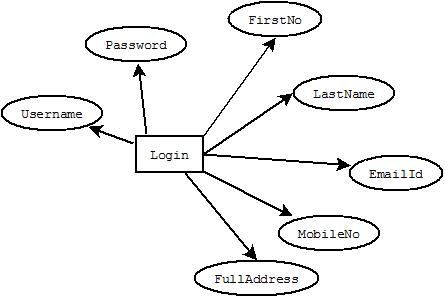 FirstNo
Password
LastName
Username
Login
EmailId
MobileNo
FullAddress